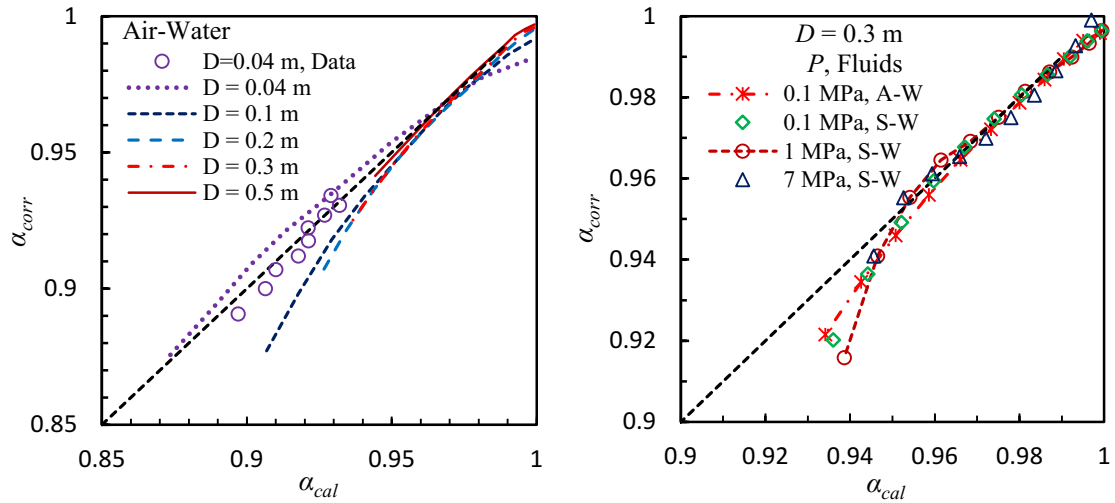 Air-Water
D=0.04 m, Data
D = 0.04 m
D = 0.1 m
D = 0.2 m
D = 0.3 m
D = 0.5 m
1
0.95
0.9
0.85
α_corr
0.85
0.9
0.95
1
α_cal
D = 0.3 m
P, Fluids
0.1 MPa, A-W
0.1 MPa, S-W
1 MPa, S-W
7 MPa, S-W
1
0.98
0.96
0.94
0.92
0.9
α_corr
0.9
0.92
0.94
0.96
0.98
1
α_cal